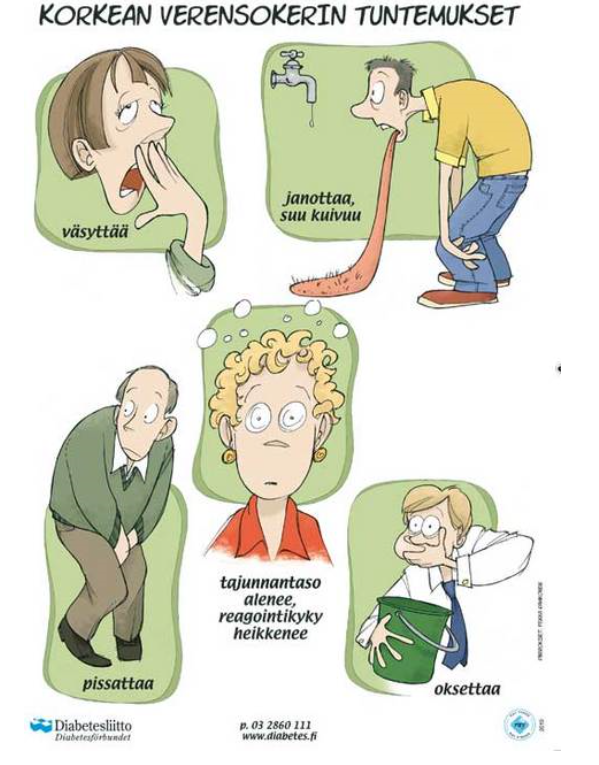 KORKEAN VERENSOKERIN TUNTEMUKSET
väsyttää
janottaa,
suu kuivuu
tajunnantaso
alenee,
reagointikyky
heikkenee
pissattaa
oksettaa
Diabetesliitto
Diabetesförbundet
p. 03 2860 111
www.diabetes.fi
2010